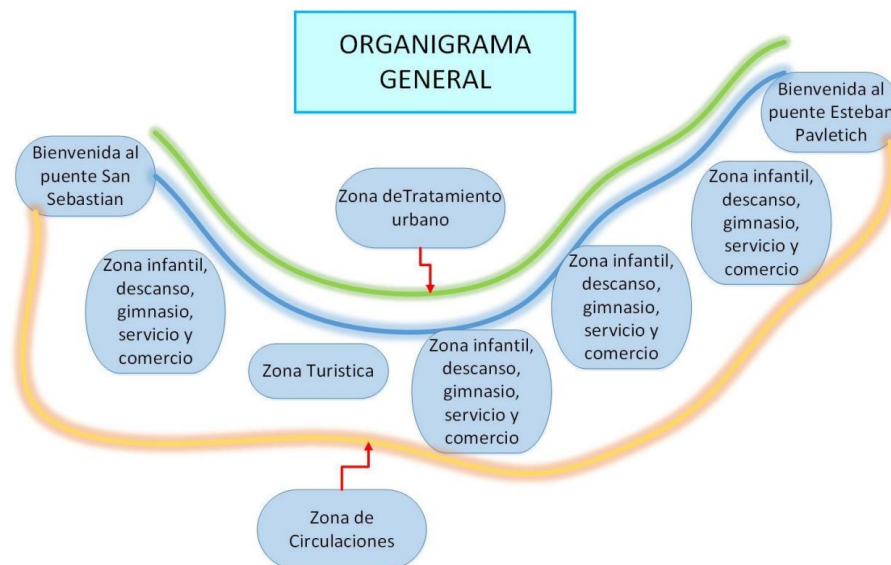 ORGANIGRAMA
GENERAL
Bienvenida al
puente San
Sebastian
Bienvenida al
puente Esteban
Pavletich
Zona deTratamiento
urbano
Zona infantil,
descanso,
gimnasio,
servicio y
comercio
Zona infantil,
descanso,
gimnasio,
servicio y
comercio
Zona infantil,
descanso,
gimnasio,
servicio y
comercio
Zona Turistica
Zona infantil,
descanso,
gimnasio,
servicio y
comercio
Zona de
Circulaciones